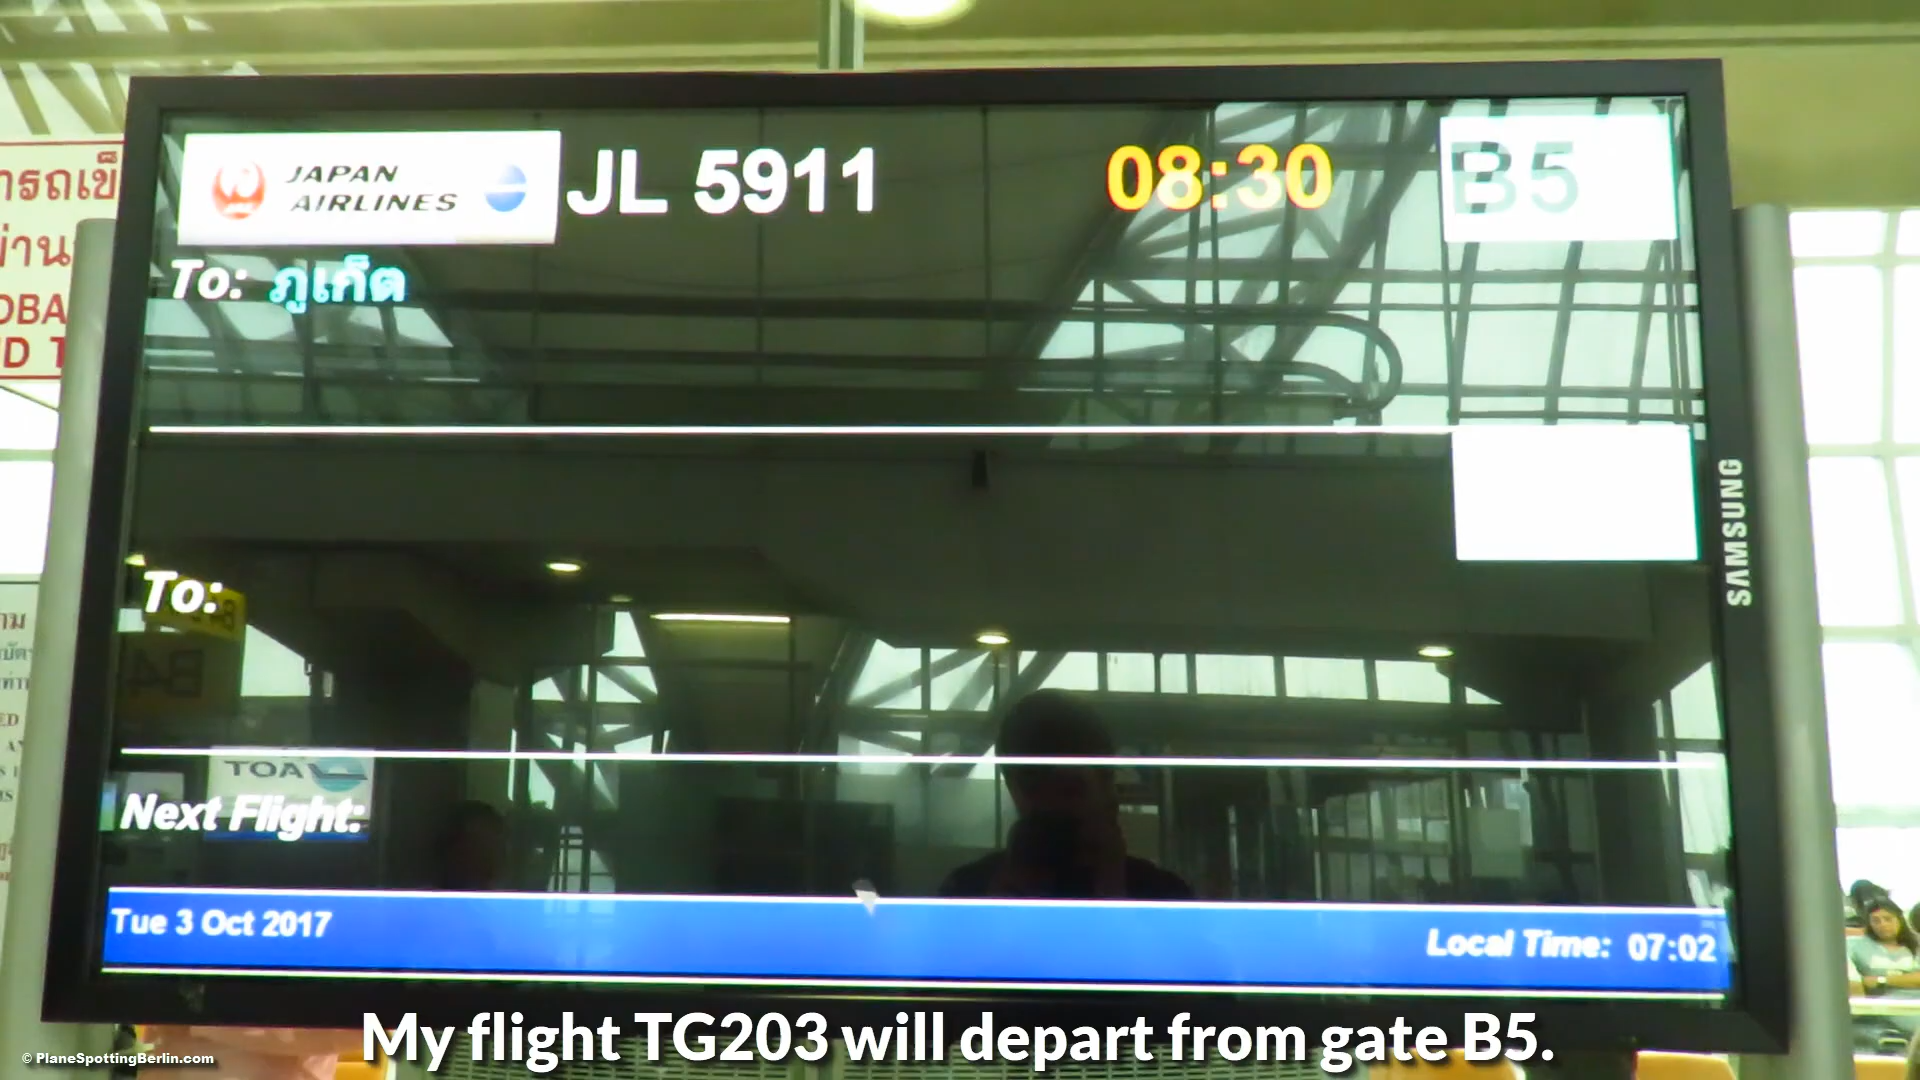 JAPAN
AIRLINES
JL 5911
08:30
B5
To: ภูเก็ต
SAMSUNG
To:
Next Flight:
Tue 3 Oct 2017
Local Time: 07:02
My flight TG203 will depart from gate B5.
© PlaneSpottingBerlin.com